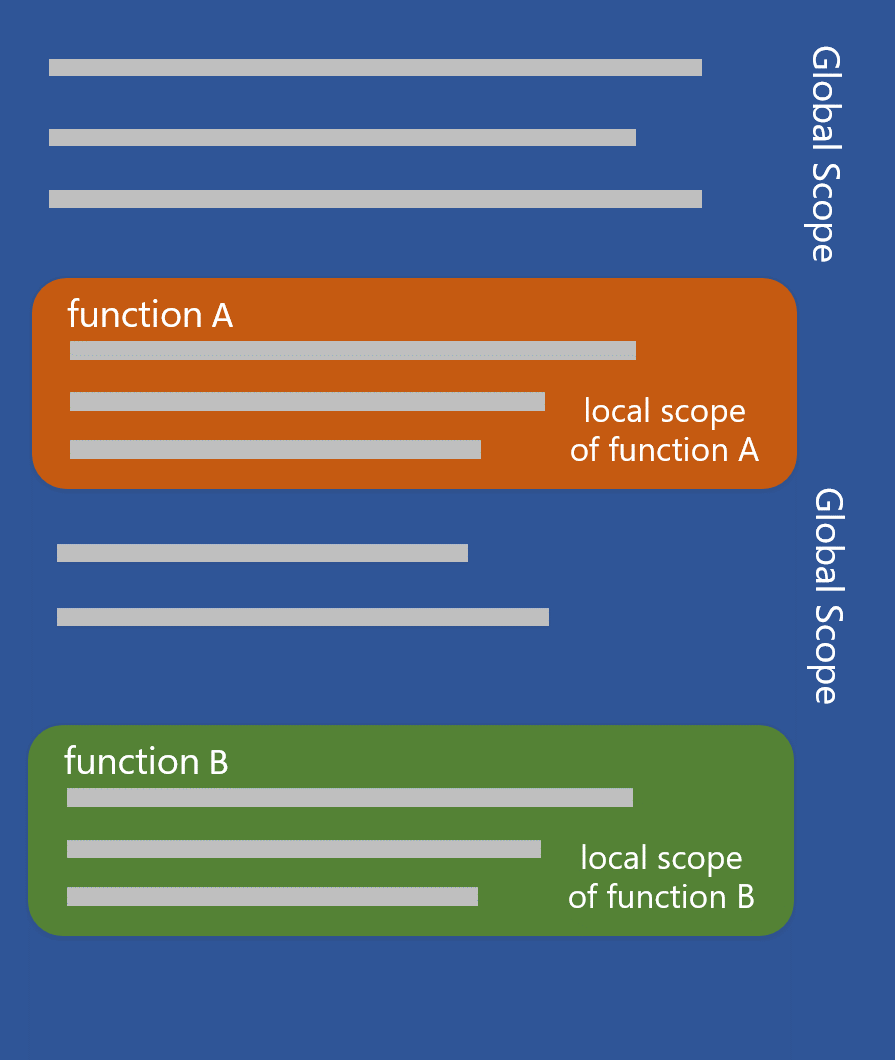 Global Scope
function A
local scope
of function A
Global Scope
function B
local scope
of function B